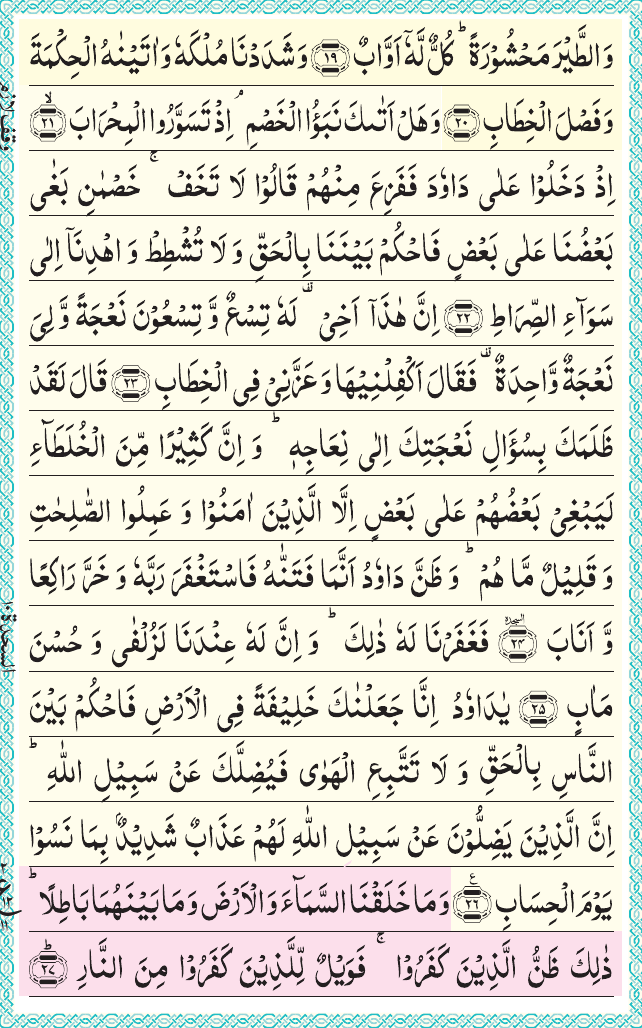 وَالطَّيْرَ مَحْشُوْرَةً ؕ كُلٌّ لَّهٗۤ اَوَّابٌ ﴿۱۹﴾ وَشَدَدْنَا مُلْكَهٗ وَاٰتَيْنٰهُ الْحِكْمَةَ
وَفَصْلَ الْخِطَابِ ﴿۲۰﴾ وَهَلْ اَتٰىكَ نَبَؤُا الْخَصْمِ ۘ اِذْ تَسَوَّرُوا الْمِحْرَابَ ﴿ۙ۲۱﴾
اِذْ دَخَلُوْا عَلٰى دَاوٗدَ فَفَزِعَ مِنْهُمْ قَالُوْا لَا تَخَفْ ۚ خَصْمٰنِ بَغٰى
بَعْضُنَا عَلٰى بَعْضٍ فَاحْكُمْ بَيْنَنَا بِالْحَقِّ وَ لَا تُشْطِطْ وَ اهْدِنَاۤ اِلٰى
سَوَآءِ الصِّرَاطِ ﴿۲۲﴾ اِنَّ هٰذَاۤ اَخِيْ ۟ لَهٗ تِسْعٌ وَّ تِسْعُوْنَ نَعْجَةً وَّ لِيَ
نَعْجَةٌ وَّاحِدَةٌ ۟ فَقَالَ اَكْفِلْنِيْهَا وَ عَزَّنِيْ فِي الْخِطَابِ ﴿۲۳﴾ قَالَ لَقَدْ
ظَلَمَكَ بِسُؤَالِ نَعْجَتِكَ اِلٰى نِعَاجِهٖ ؕ وَ اِنَّ كَثِيْرًا مِّنَ الْخُلَطَآءِ
لَيَبْغِيْ بَعْضُهُمْ عَلٰى بَعْضٍ اِلَّا الَّذِيْنَ اٰمَنُوْا وَ عَمِلُوا الصّٰلِحٰتِ
وَ قَلِيْلٌ مَّا هُمْ ؕ وَ ظَنَّ دَاوٗدُ اَنَّمَا فَتَنّٰهُ فَاسْتَغْفَرَ رَبَّهٗ وَ خَرَّ رَاكِعًا
وَّ اَنَابَ ﴿۲۴﴾ فَغَفَرْنَا لَهٗ ذٰلِكَ ؕ وَ اِنَّ لَهٗ عِنْدَنَا لَزُلْفٰى وَ حُسْنَ
مَاٰبٍ ﴿۲۵﴾ يٰدَاوٗدُ اِنَّا جَعَلْنٰكَ خَلِيْفَةً فِي الْاَرْضِ فَاحْكُمْ بَيْنَ
النَّاسِ بِالْحَقِّ وَ لَا تَتَّبِعِ الْهَوٰى فَيُضِلَّكَ عَنْ سَبِيْلِ اللّٰهِ ؕ
اِنَّ الَّذِيْنَ يَضِلُّوْنَ عَنْ سَبِيْلِ اللّٰهِ لَهُمْ عَذَابٌ شَدِيْدٌۢ بِمَا نَسُوْا
يَوْمَ الْحِسَابِ ﴿۲۶﴾ وَمَا خَلَقْنَا السَّمَآءَ وَالْاَرْضَ وَمَا بَيْنَهُمَا بَاطِلًا ؕ
ذٰلِكَ ظَنُّ الَّذِيْنَ كَفَرُوْا ۚ فَوَيْلٌ لِّلَّذِيْنَ كَفَرُوْا مِنَ النَّارِ ﴿ؕ۲۷﴾